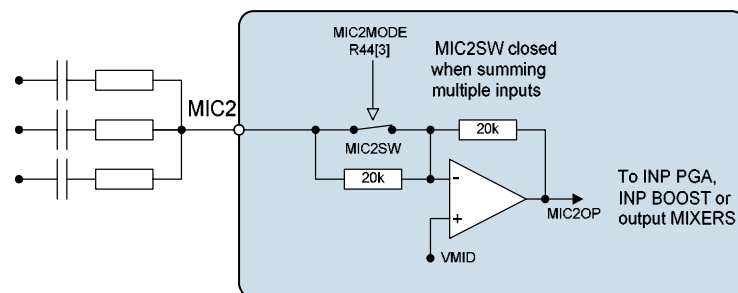 MIC2MODE
R44[3]
MIC2SW closed
when summing
multiple inputs
MIC2
20k
MIC2SW
20k
-
+
VMID
MIC2OP
To INP PGA,
INP BOOST or
output MIXERS